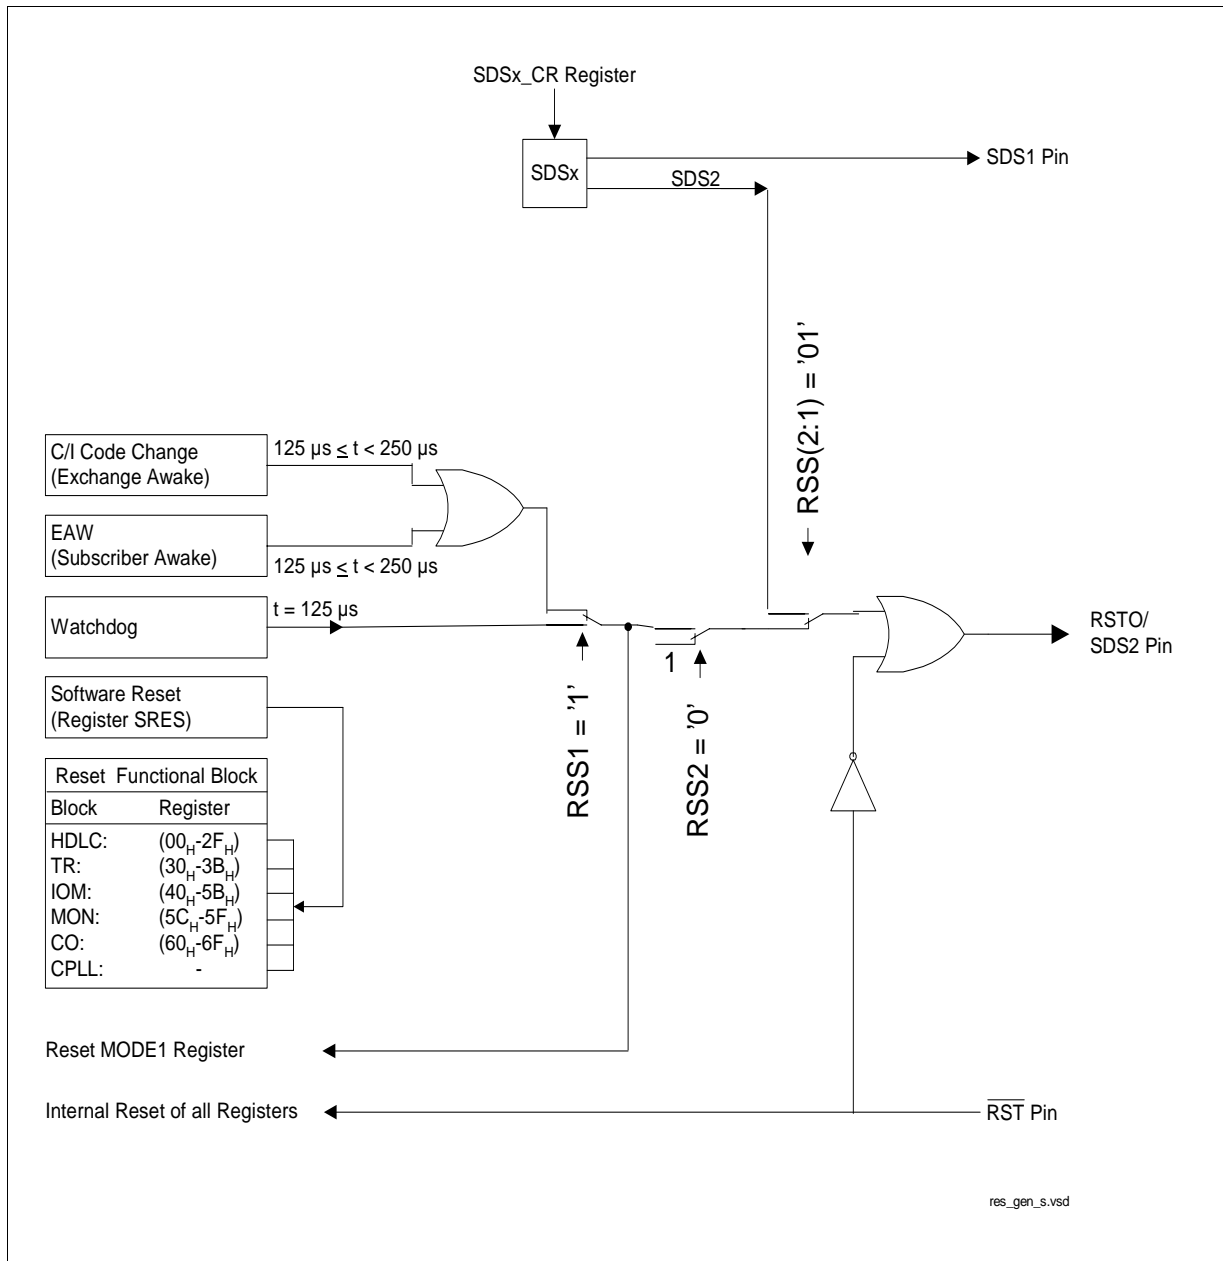 SDSx_CR Register
SDSx
SDS1 Pin
SDS2
RSS(2:1) = '01'
C/I Code Change
(Exchange Awake)
125 µs ≤ t < 250 µs
EAW
(Subscriber Awake)
125 µs ≤ t < 250 µs
Watchdog
t = 125 µs
RSTO/
SDS2 Pin
1
RSS1 = '1'
RSS2 = '0'
Software Reset
(Register SRES)
Reset Functional Block
Block Register
HDLC: (00H-2FH)
TR: (30H-3BH)
IOM: (40H-5BH)
MON: (5CH-5FH)
CO: (60H-6FH)
CPLL: -
Reset MODE1 Register
Internal Reset of all Registers
R̅S̅T̅ Pin
res_gen_s.vsd